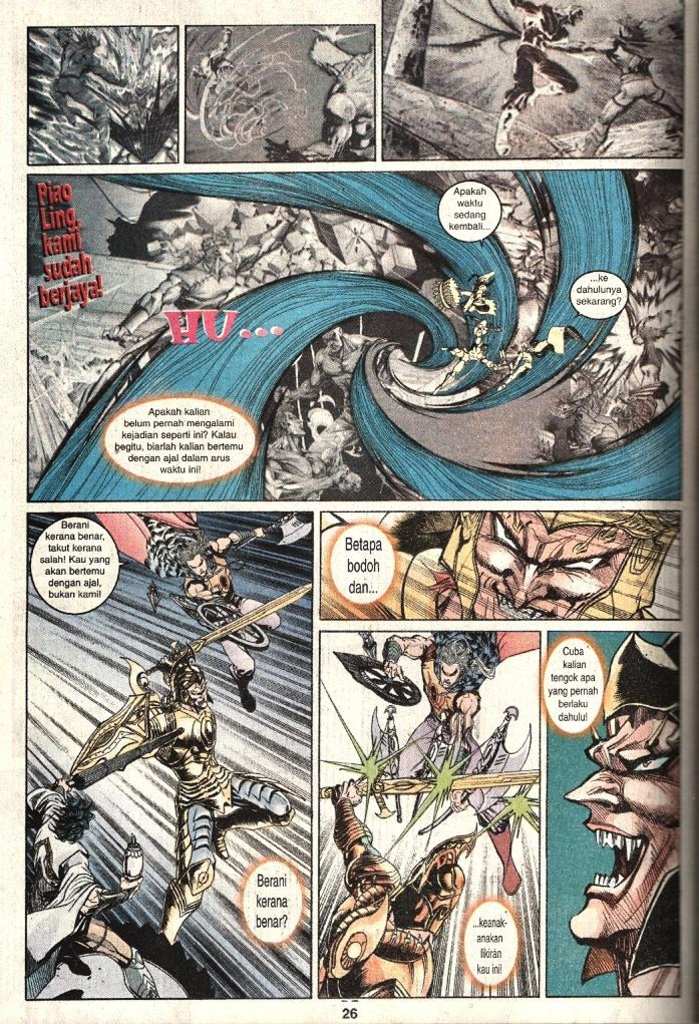 Piao
Ling,
kami
sudah
berjaya!
HU...
Apakah
waktu
sedang
kembali...
...ke
dahulunya
sekarang?
Apakah kalian
belum pernah mengalami
kejadian seperti ini? Kalau
begitu, biarlah kalian bertemu
dengan ajal dalam arus
waktu ini!
Berani
kerana benar,
takut kerana
salah! Kau yang
akan bertemu
dengan ajal,
bukan kami!
Berani
kerana
benar?
Betapa
bodoh
dan...
...keanak-
anakan
fikiran
kau ini!
Cuba
kalian
tengok apa
yang pernah
berlaku
dahulu!
26